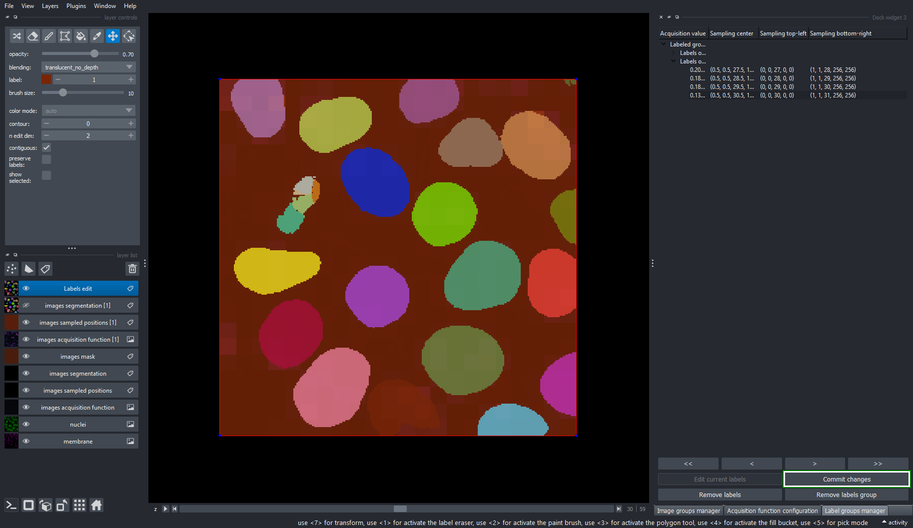 File View Layers Plugins Window Help
layer controls
opacity: 0.70
blending: translucent_no_depth
label: 1
brush size: 10
color mode: auto
contour: 0
n edit dim: 2
contiguous:
preserve
labels:
show
selected:
layer list
Labels edit
images segmentation [1]
images sampled positions [1]
images acquisition function [1]
images mask
images segmentation
images sampled positions
images acquisition function
nuclei
membrane
z 30 59
Dock widget 3
Acquisition value Sampling center Sampling top-left Sampling bottom-right
Labeled gro...
Labels o...
Labels o...
0.20... (0.5, 0.5, 27.5, 1... (0, 0, 27, 0, 0) (1, 1, 28, 256, 256)
0.18... (0.5, 0.5, 28.5, 1... (0, 0, 28, 0, 0) (1, 1, 29, 256, 256)
0.18... (0.5, 0.5, 29.5, 1... (0, 0, 29, 0, 0) (1, 1, 30, 256, 256)
0.13... (0.5, 0.5, 30.5, 1... (0, 0, 30, 0, 0) (1, 1, 31, 256, 256)
<< < > >>
Edit current labels Commit changes
Remove labels Remove labels group
Image groups manager Acquisition function configuration Label groups manager
use <7> for transform, use <1> for activate the label eraser, use <2> for activate the paint brush, use <3> for activate the polygon tool, use <4> for activate the fill bucket, use <5> for pick mode activity